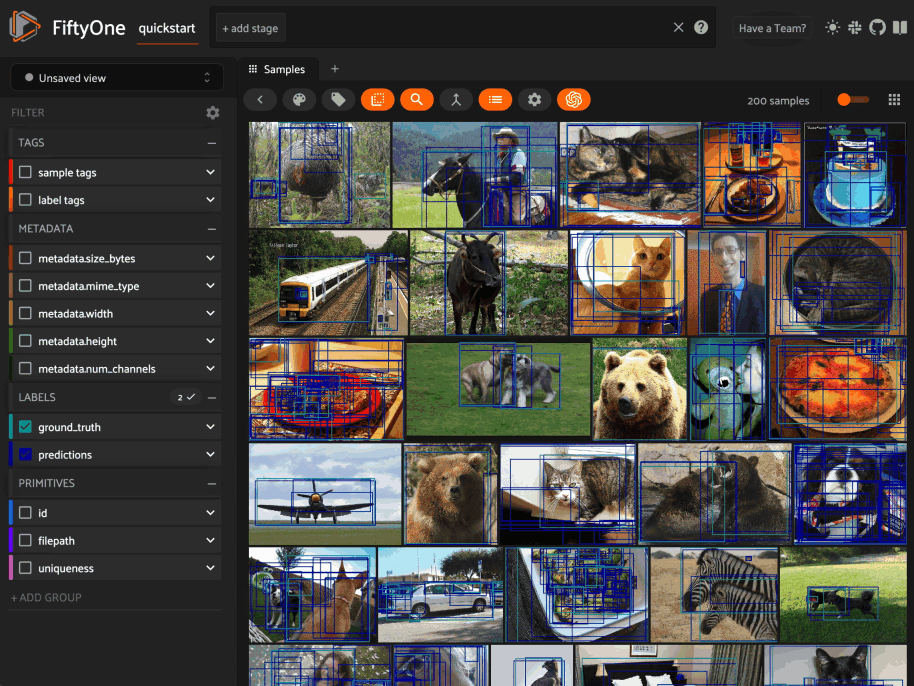 FiftyOne
quickstart
+ add stage
Have a Team?
Unsaved view
Samples
+
FILTER
200 samples
TAGS
sample tags
label tags
METADATA
metadata.size_bytes
metadata.mime_type
metadata.width
metadata.height
metadata.num_channels
LABELS
2
ground_truth
predictions
PRIMITIVES
id
filepath
uniqueness
+ ADD GROUP